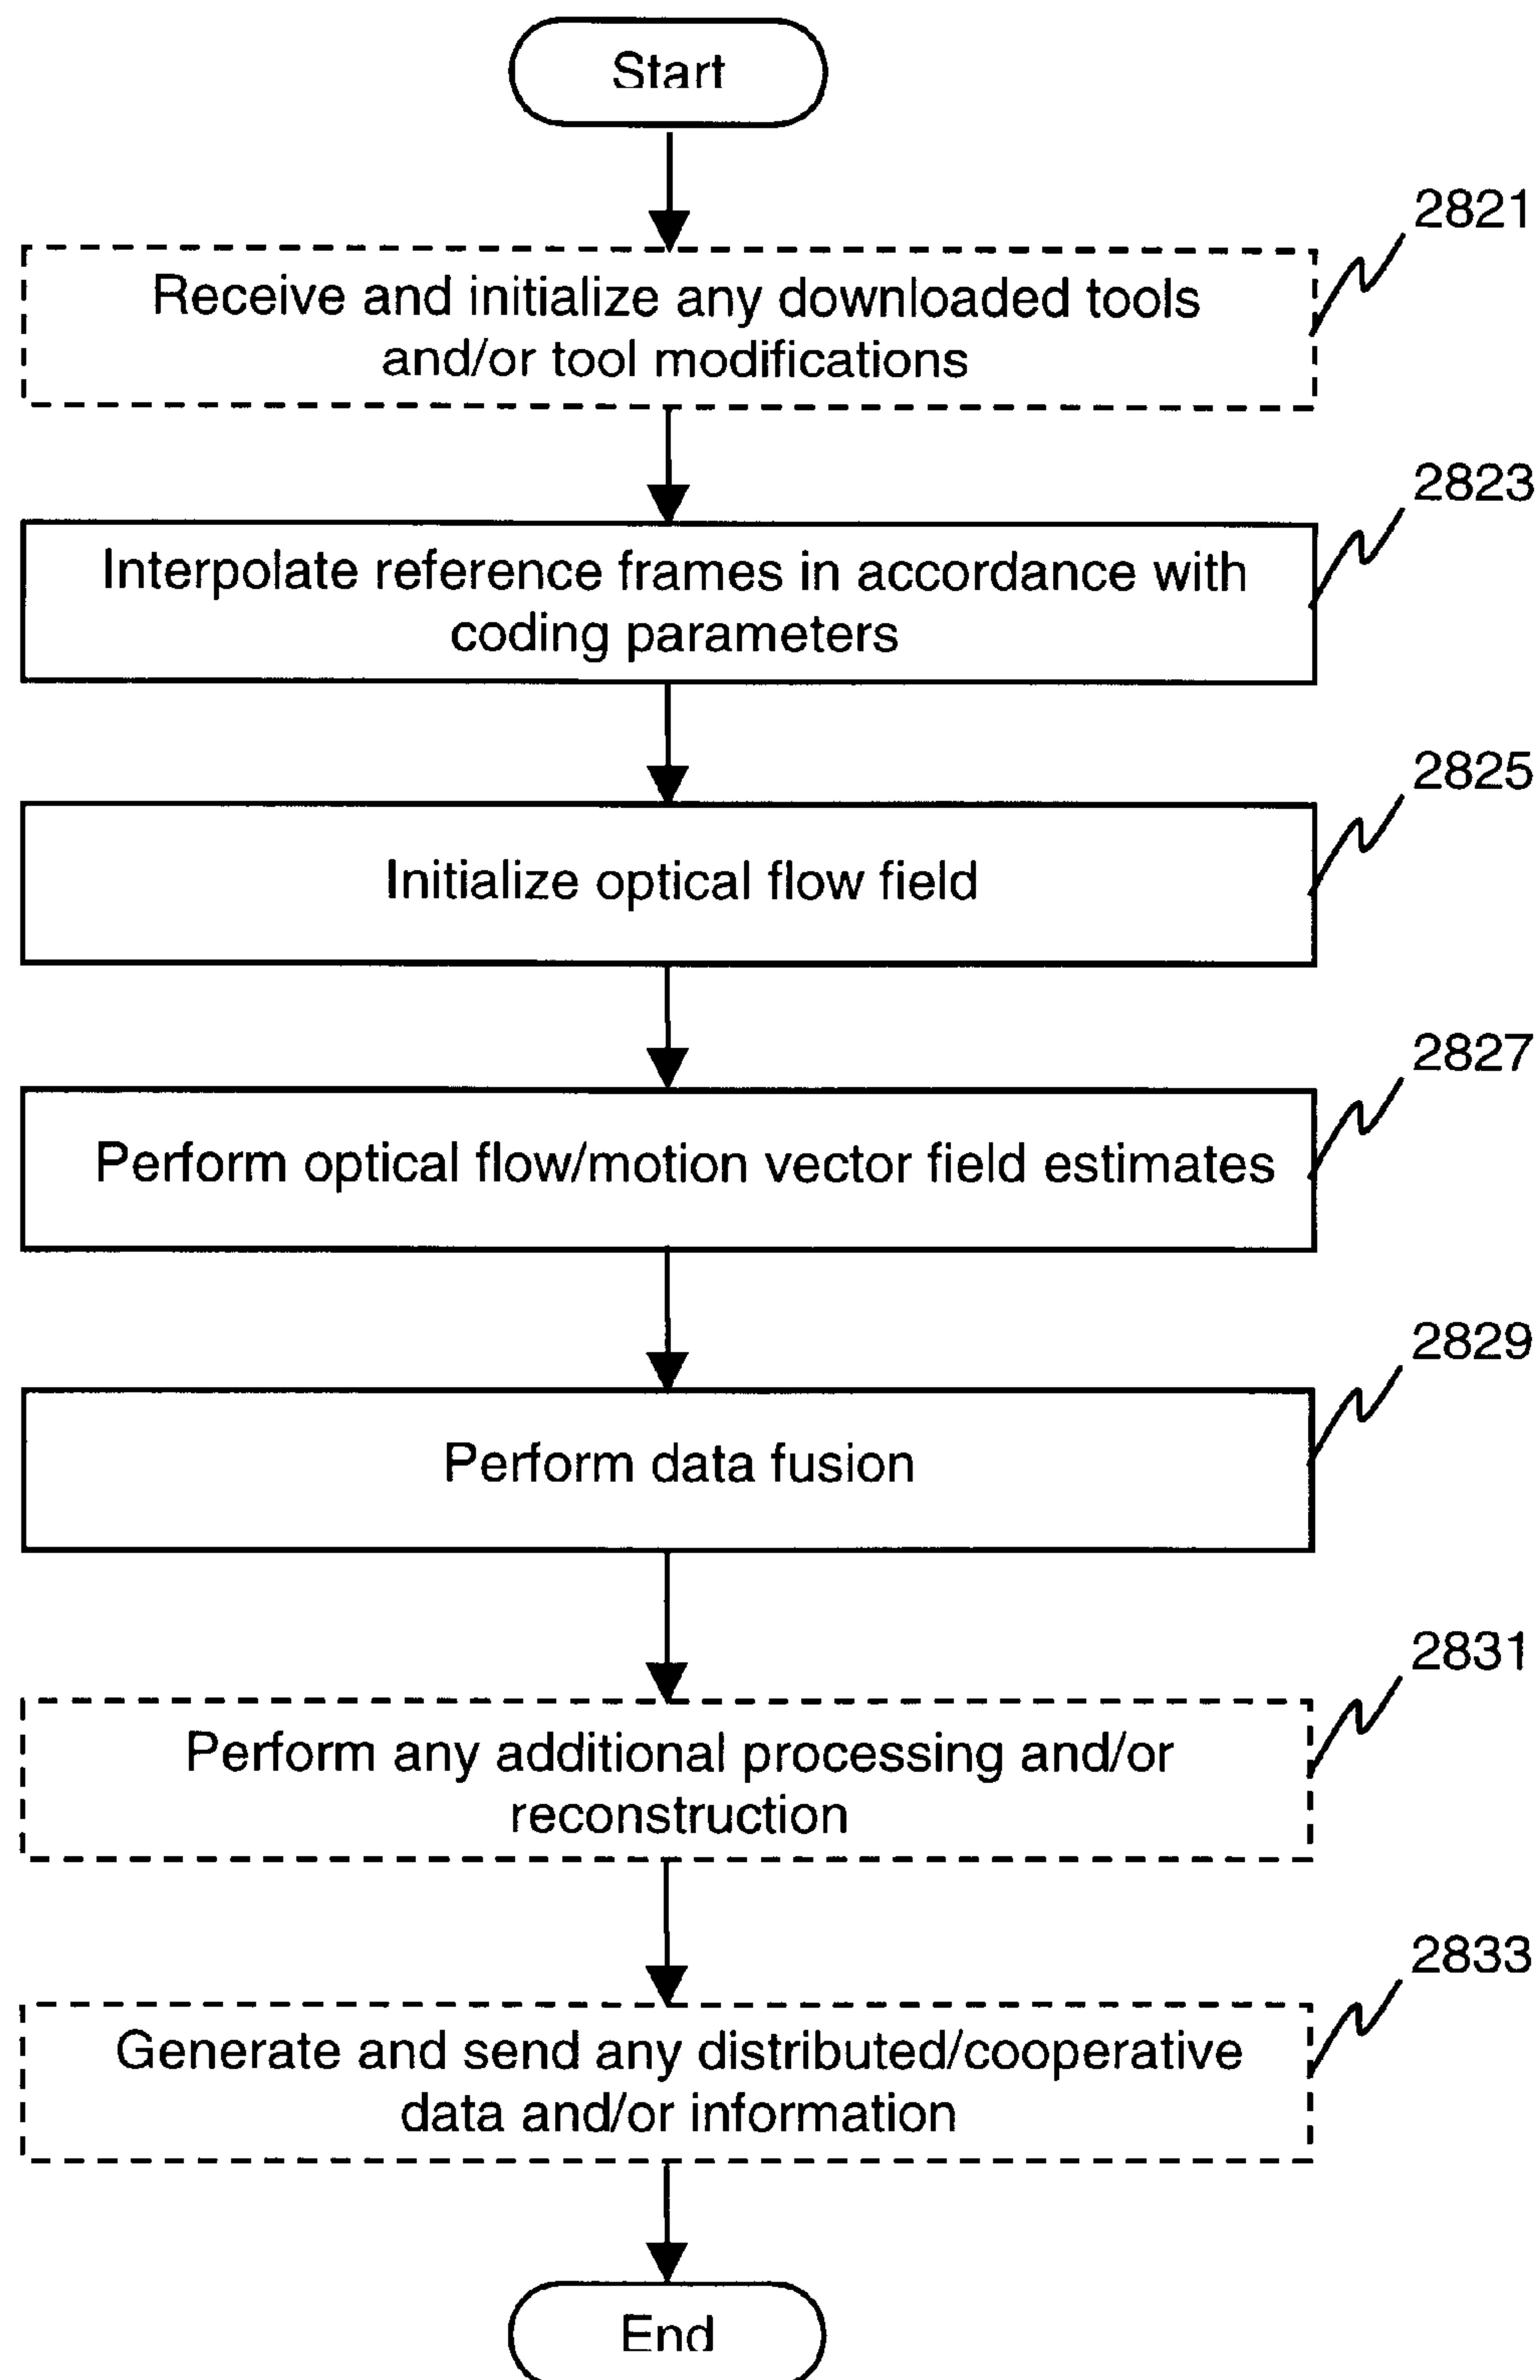 Start
2821
Receive and initialize any downloaded tools
and/or tool modifications
2823
Interpolate reference frames in accordance with
coding parameters
2825
Initialize optical flow field
2827
Perform optical flow/motion vector field estimates
2829
Perform data fusion
2831
Perform any additional processing and/or
reconstruction
2833
Generate and send any distributed/cooperative
data and/or information
End